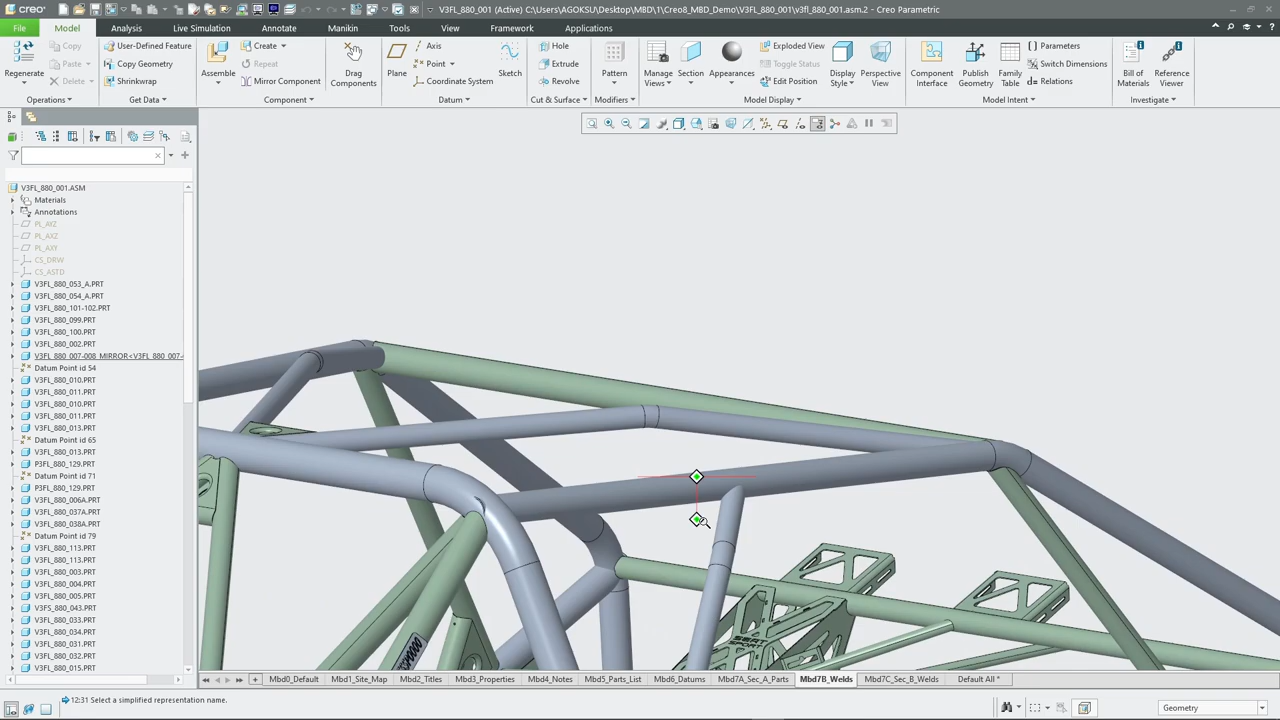 creo®
V3FL_880_001 (Active) C:\USERS\AGOKSU\Desktop\MBD\1\Creo8_MBD_Demo\V3FL_880_001\v3fl_880_001.asm.2 - Creo Parametric
File Model Analysis Live Simulation Annotate Manikin Tools View Framework Applications
Regenerate
Copy
Paste
Delete
Operations
User-Defined Feature
Copy Geometry
Shrinkwrap
Get Data
Assemble
Create
Repeat
Mirror Component
Drag Components
Component
Plane
Axis
Point
Coordinate System
Sketch
Datum
Hole
Extrude
Revolve
Cut & Surface
Pattern
Modifiers
Manage Views
Section
Appearances
Exploded View
Toggle Status
Edit Position
Display Style
Perspective View
Model Display
Component Interface
Publish Geometry
Family Table
Parameters
Switch Dimensions
Relations
Model Intent
Bill of Materials
Reference Viewer
Investigate
V3FL_880_001.ASM
Materials
Annotations
PL_AYZ
PL_AXZ
PL_AXY
CS_DRW
CS_ASTD
V3FL_880_053_A.PRT
V3FL_880_054_A.PRT
V3FL_880_101-102.PRT
V3FL_880_099.PRT
V3FL_880_100.PRT
V3FL_880_002.PRT
V3FL_880_007-008_MIRROR<V3FL_880_007-
Datum Point id 54
V3FL_880_010.PRT
V3FL_880_011.PRT
V3FL_880_010.PRT
V3FL_880_011.PRT
V3FL_880_013.PRT
Datum Point id 65
V3FL_880_013.PRT
P3FL_880_129.PRT
Datum Point id 71
P3FL_880_129.PRT
V3FL_880_006A.PRT
V3FL_880_037A.PRT
V3FL_880_038A.PRT
Datum Point id 79
V3FL_880_113.PRT
V3FL_880_113.PRT
V3FL_880_003.PRT
V3FL_880_004.PRT
V3FL_880_005.PRT
V3FS_880_043.PRT
V3FL_880_033.PRT
V3FL_880_034.PRT
V3FL_880_031.PRT
V3FL_880_032.PRT
V3FL_880_015.PRT
Mbd0_Default Mbd1_Site_Map Mbd2_Titles Mbd3_Properties Mbd4_Notes Mbd5_Parts_List Mbd6_Datums Mbd7A_Sec_A_Parts Mbd7B_Welds Mbd7C_Sec_B_Welds Default All *
12:31 Select a simplified representation name.
Geometry